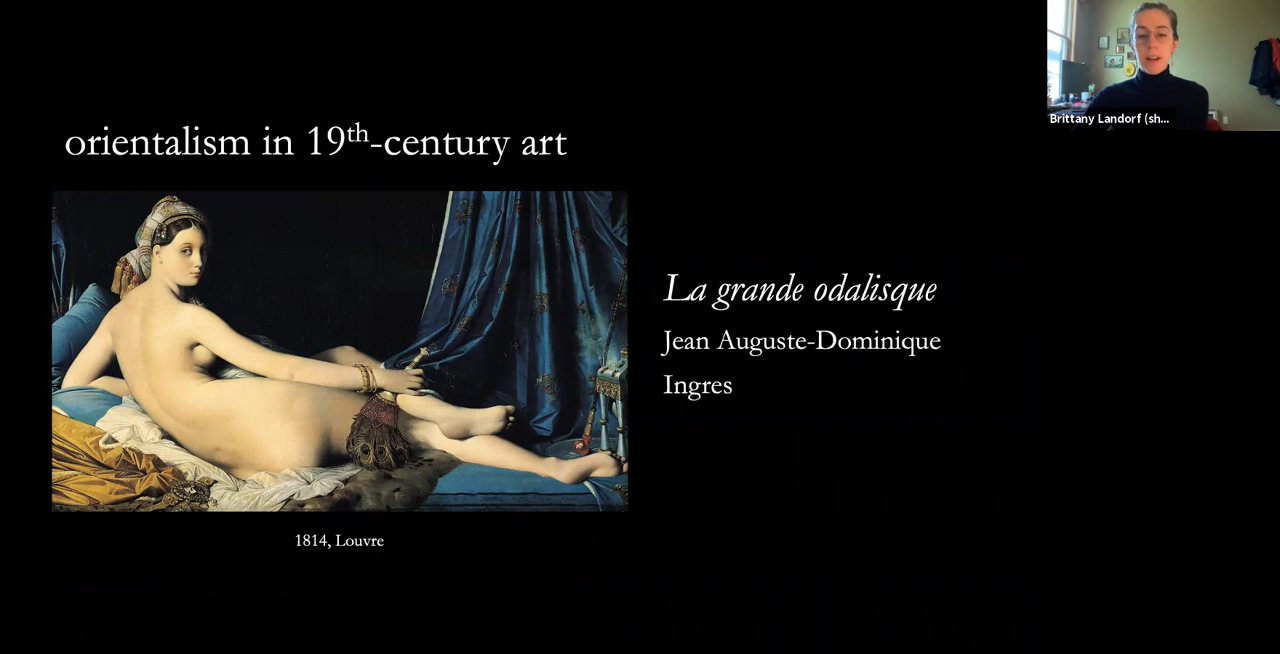 Brittany Landorf (sh...
orientalism in 19th-century art
La grande odalisque
Jean Auguste-Dominique
Ingres
1814, Louvre